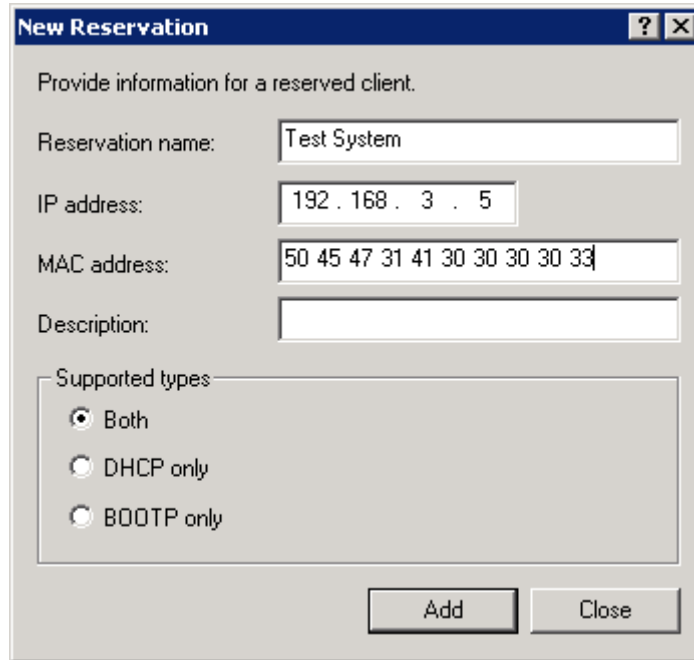 New Reservation
Provide information for a reserved client.
Reservation name: Test System
IP address: 192 . 168 . 3 . 5
MAC address: 50 45 47 31 41 30 30 30 30 33
Description:
Supported types
Both
DHCP only
BOOTP only
Add Close